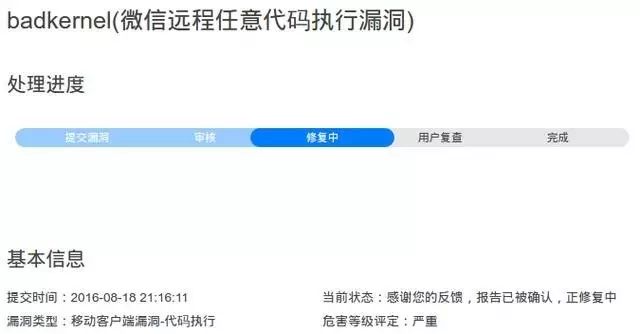 badkernel(微信远程任意代码执行漏洞)
处理进度
提交漏洞 审核 修复中 用户复查 完成
基本信息
提交时间：2016-08-18 21:16:11 当前状态：感谢您的反馈，报告已被确认，正修复中
漏洞类型：移动客户端漏洞-代码执行 危害等级评定：严重